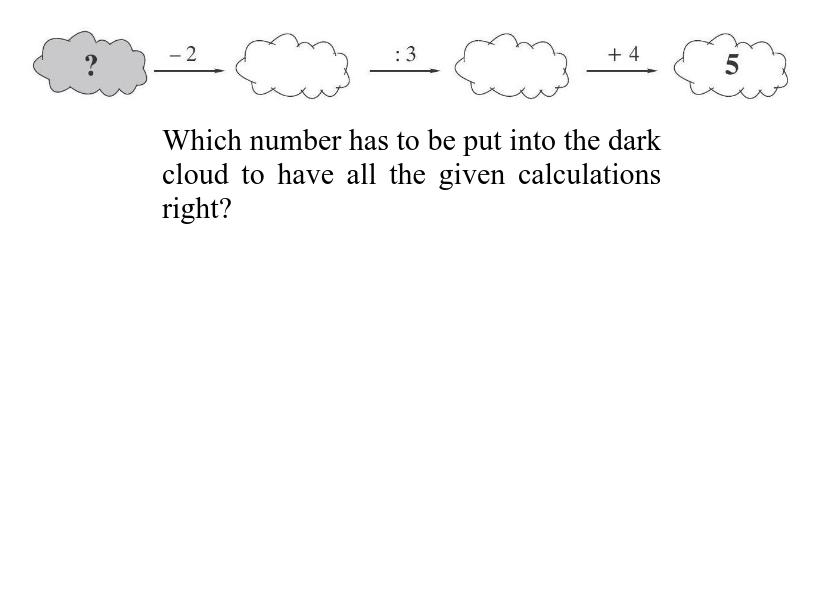 ? – 2 : 3 + 4 5
Which number has to be put into the dark
cloud to have all the given calculations
right?